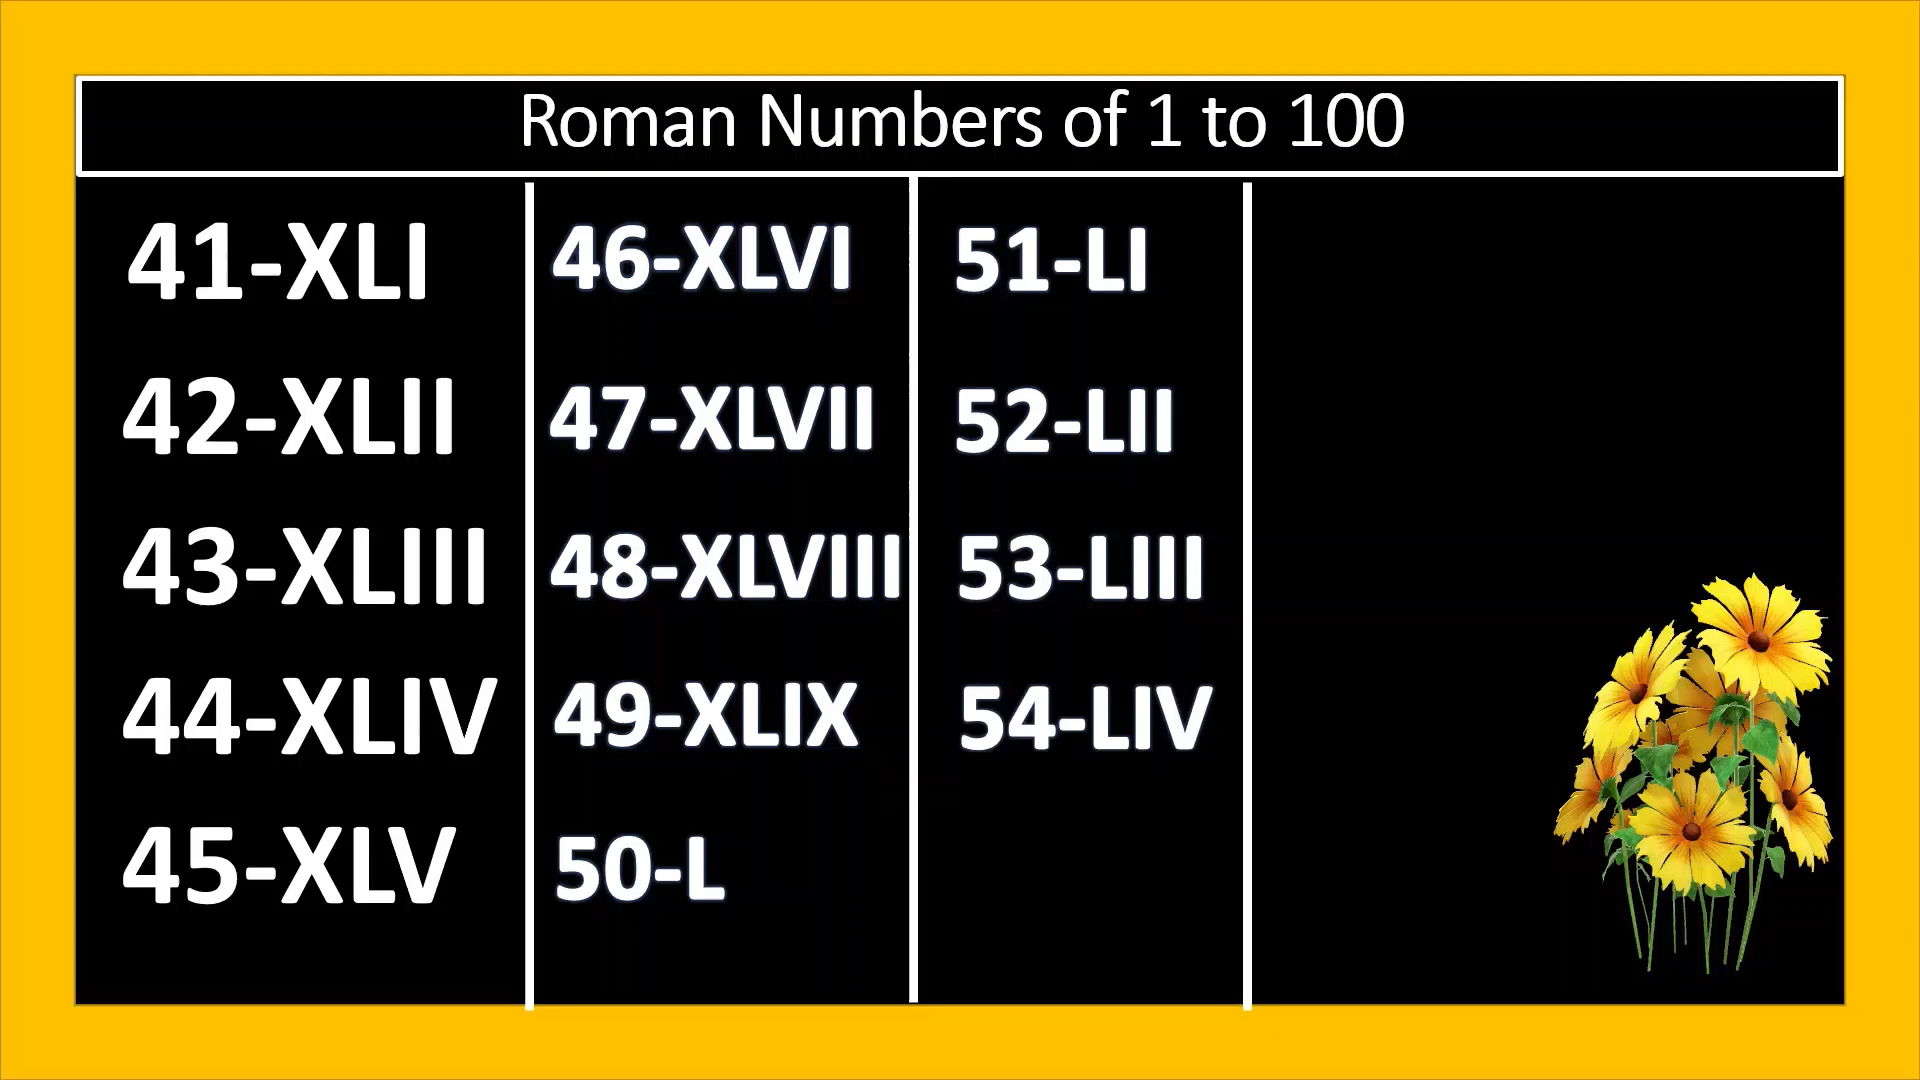 Roman Numbers of 1 to 100
41-XLI
42-XLII
43-XLIII
44-XLIV
45-XLV
46-XLVI
47-XLVII
48-XLVIII
49-XLIX
50-L
51-LI
52-LII
53-LIII
54-LIV